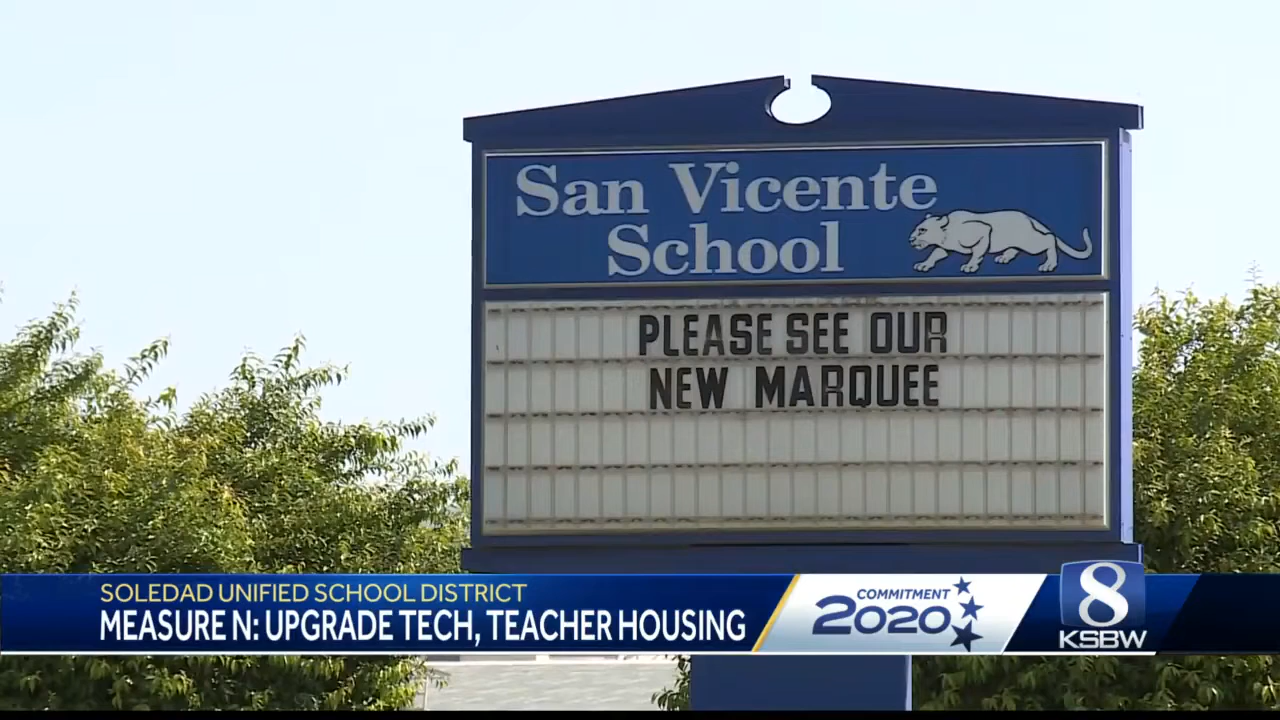 San Vicente
School
PLEASE SEE OUR
NEW MARQUEE
SOLEDAD UNIFIED SCHOOL DISTRICT
MEASURE N: UPGRADE TECH, TEACHER HOUSING
COMMITMENT
2020
8
KSBW